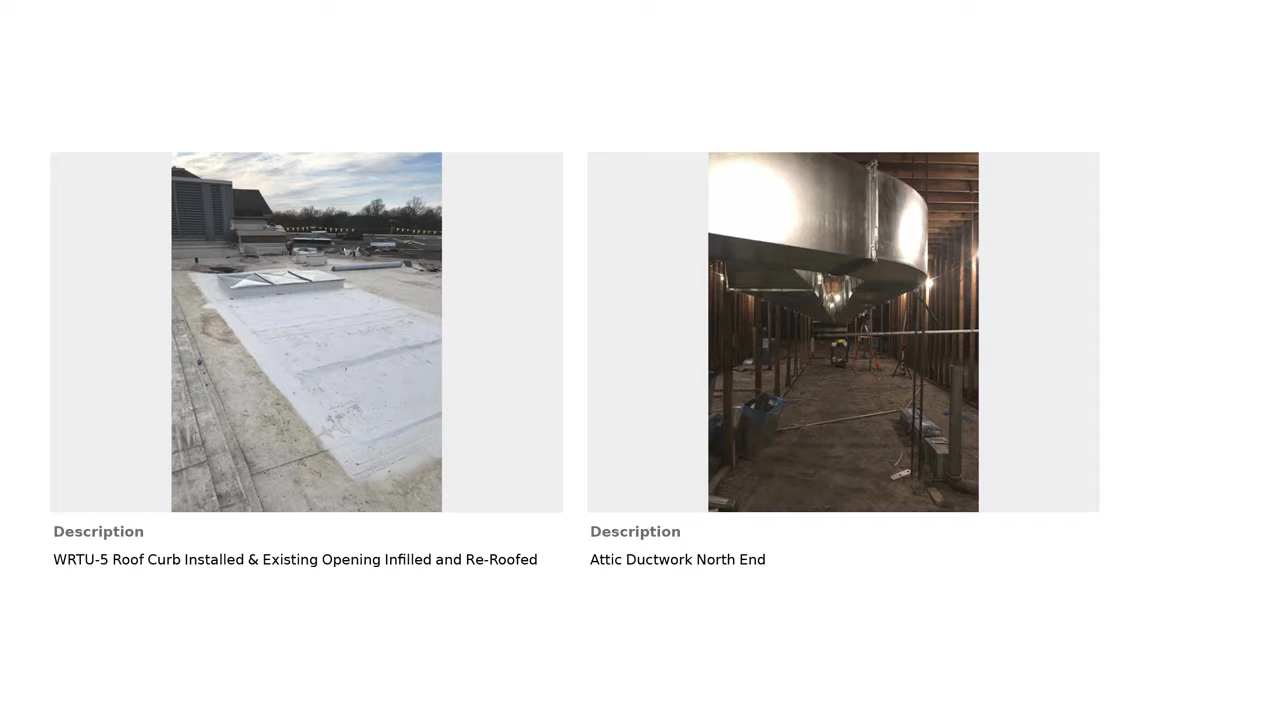 Description
WRTU-5 Roof Curb Installed & Existing Opening Infilled and Re-Roofed
Description
Attic Ductwork North End